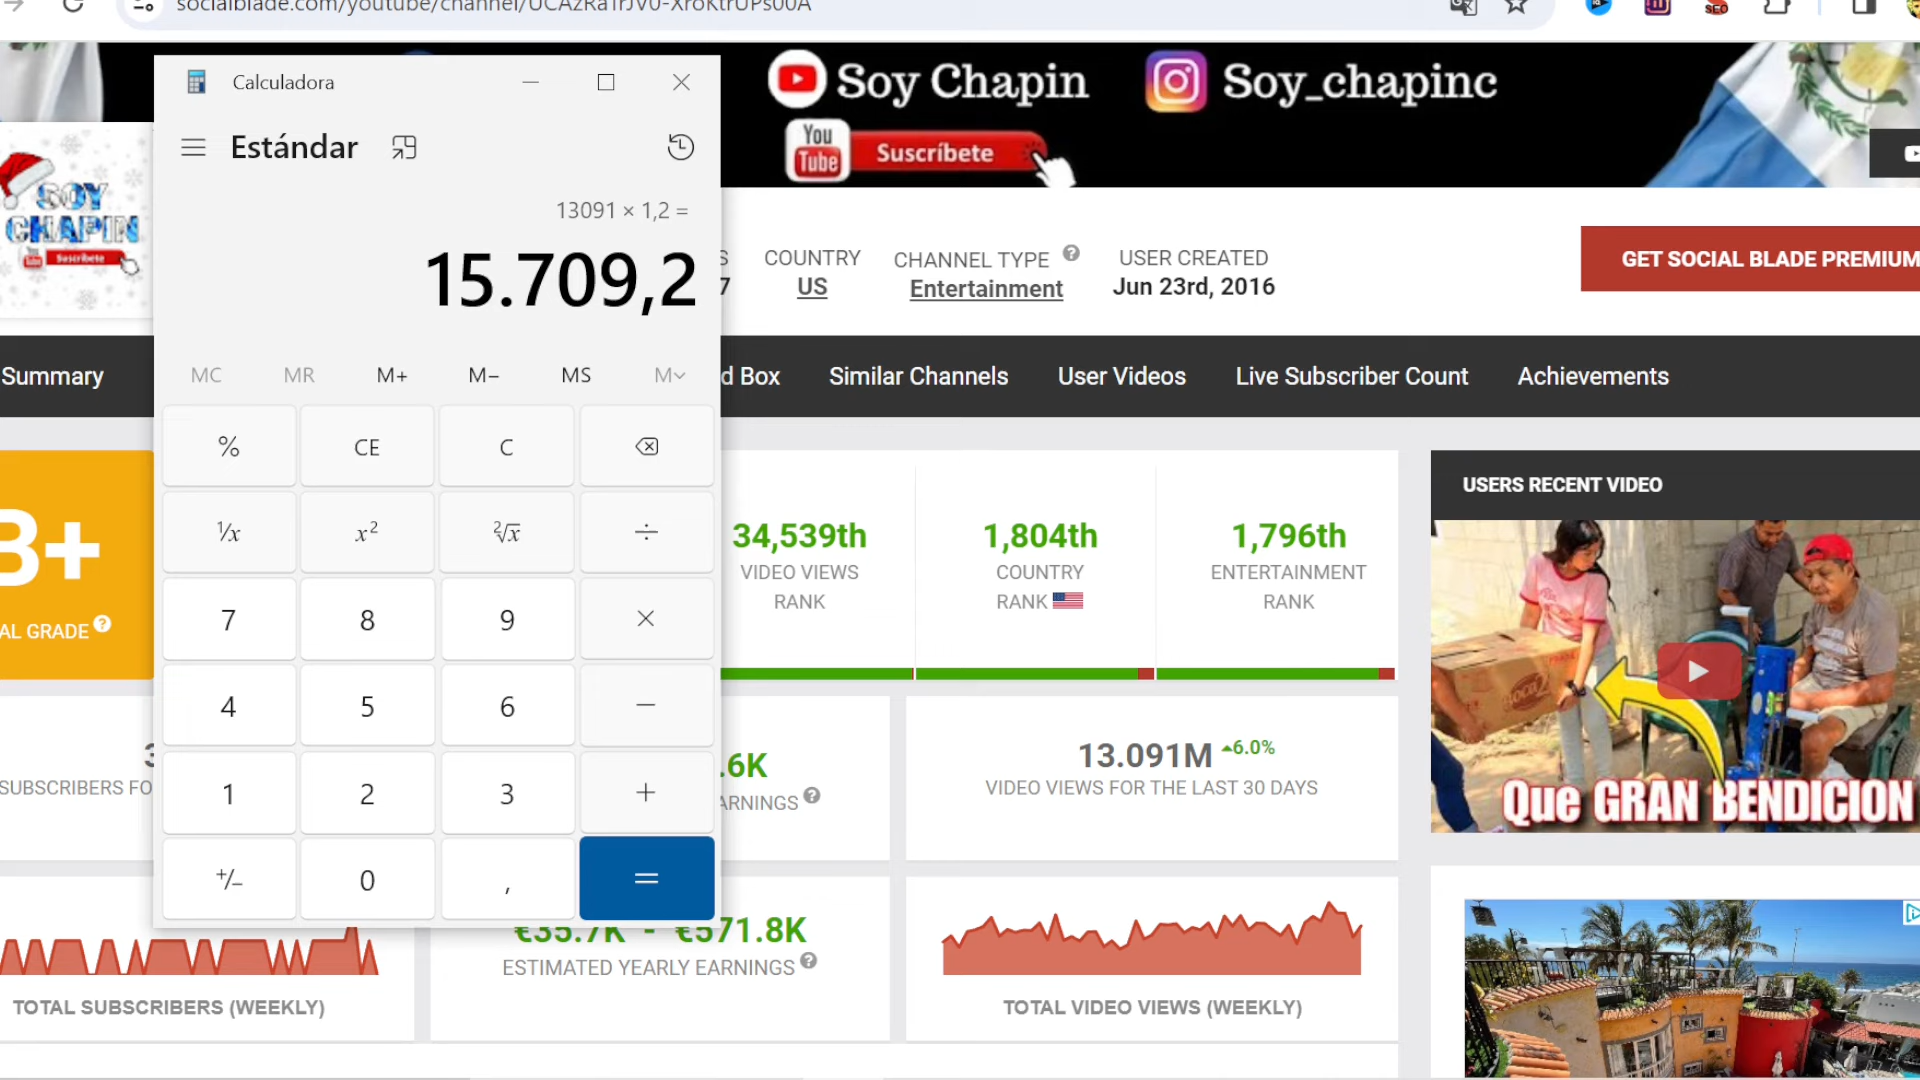 socialblade.com/youtube/channel/UCAzRa1rJV0-XroKtrUPs00A
SEO
Calculadora
Estándar
13091 × 1,2 =
15.709,2
MC MR M+ M− MS M
% CE C
¹/x x² ²√x ÷
7 8 9 ×
4 5 6 −
1 2 3 +
+/− 0 , =
Soy Chapin
Soy_chapinc
You
Tube
Suscríbete
SOY
CHAPIN
Suscríbete
S
7
COUNTRY
US
CHANNEL TYPE
Entertainment
USER CREATED
Jun 23rd, 2016
GET SOCIAL BLADE PREMIUM
Summary
d Box
Similar Channels
User Videos
Live Subscriber Count
Achievements
B+
AL GRADE
34,539th
VIDEO VIEWS
RANK
1,804th
COUNTRY
RANK
1,796th
ENTERTAINMENT
RANK
USERS RECENT VIDEO
Que GRAN BENDICION
SUBSCRIBERS FO
.6K
ARNINGS
13.091M 6.0%
VIDEO VIEWS FOR THE LAST 30 DAYS
€35.7K - €571.8K
ESTIMATED YEARLY EARNINGS
TOTAL SUBSCRIBERS (WEEKLY)
TOTAL VIDEO VIEWS (WEEKLY)